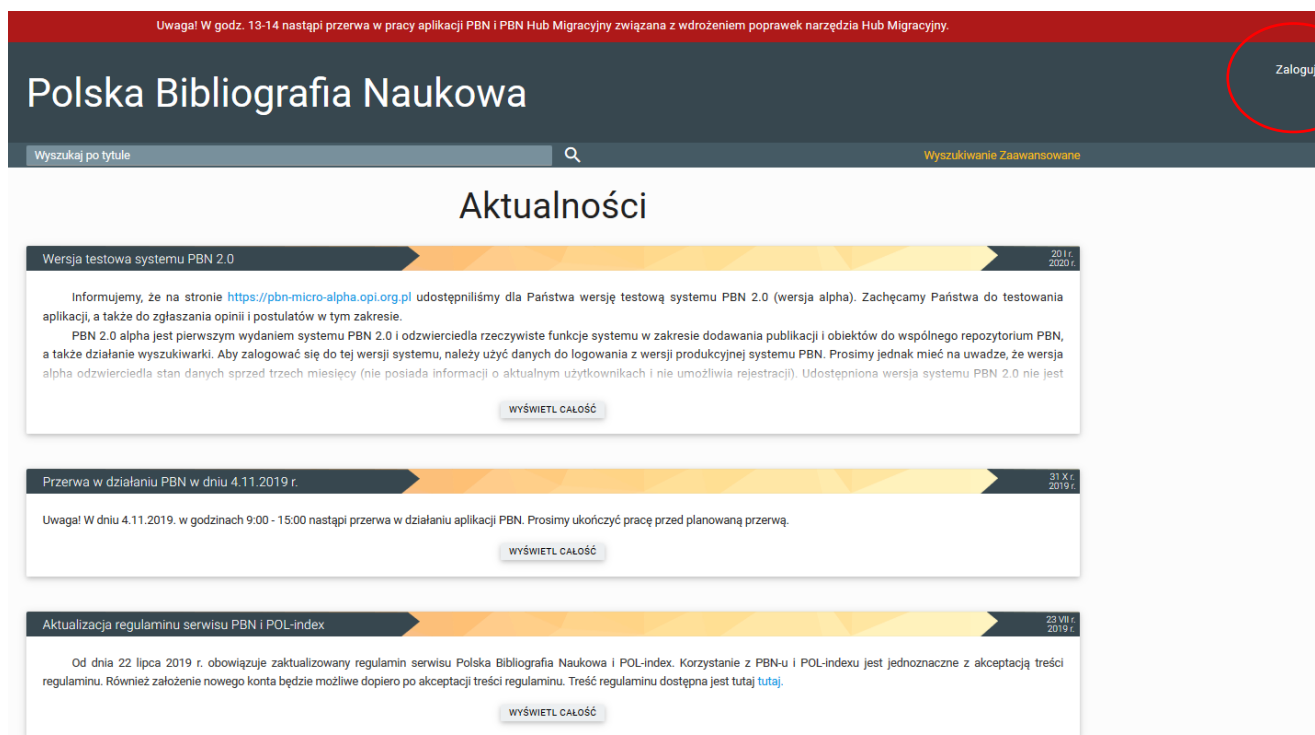 Uwaga! W godz. 13-14 nastąpi przerwa w pracy aplikacji PBN i PBN Hub Migracyjny związana z wdrożeniem poprawek narzędzia Hub Migracyjny.
Zaloguj
Polska Bibliografia Naukowa
Wyszukaj po tytule
Wyszukiwanie Zaawansowane
Aktualności
Wersja testowa systemu PBN 2.0
20 I r.
2020 r.
Informujemy, że na stronie https://pbn-micro-alpha.opi.org.pl udostępniliśmy dla Państwa wersję testową systemu PBN 2.0 (wersja alpha). Zachęcamy Państwa do testowania
aplikacji, a także do zgłaszania opinii i postulatów w tym zakresie.
PBN 2.0 alpha jest pierwszym wydaniem systemu PBN 2.0 i odzwierciedla rzeczywiste funkcje systemu w zakresie dodawania publikacji i obiektów do wspólnego repozytorium PBN,
a także działanie wyszukiwarki. Aby zalogować się do tej wersji systemu, należy użyć danych do logowania z wersji produkcyjnej systemu PBN. Prosimy jednak mieć na uwadze, że wersja
alpha odzwierciedla stan danych sprzed trzech miesięcy (nie posiada informacji o aktualnym użytkownikach i nie umożliwia rejestracji). Udostępniona wersja systemu PBN 2.0 nie jest
WYŚWIETL CAŁOŚĆ
Przerwa w działaniu PBN w dniu 4.11.2019 r.
31 X r.
2019 r.
Uwaga! W dniu 4.11.2019. w godzinach 9:00 - 15:00 nastąpi przerwa w działaniu aplikacji PBN. Prosimy ukończyć pracę przed planowaną przerwą.
WYŚWIETL CAŁOŚĆ
Aktualizacja regulaminu serwisu PBN i POL-index
23 VII r.
2019 r.
Od dnia 22 lipca 2019 r. obowiązuje zaktualizowany regulamin serwisu Polska Bibliografia Naukowa i POL-index. Korzystanie z PBN-u i POL-indexu jest jednoznaczne z akceptacją treści
regulaminu. Również założenie nowego konta będzie możliwe dopiero po akceptacji treści regulaminu. Treść regulaminu dostępna jest tutaj tutaj.
WYŚWIETL CAŁOŚĆ